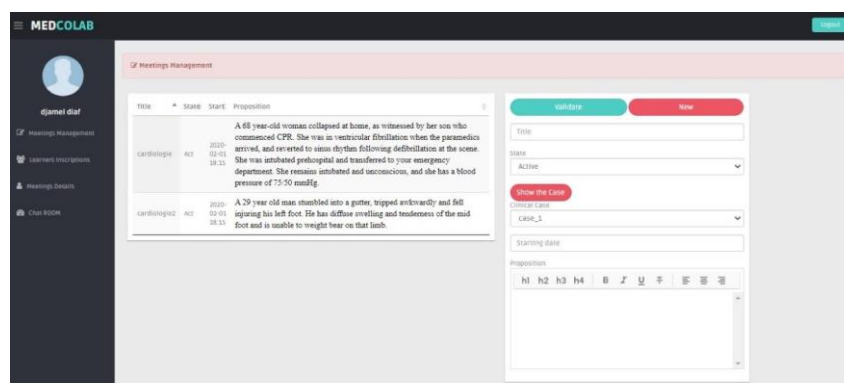 MEDCOLAB
Logout
djamel diaf
Meetings Management
Learners Inscriptions
Meetings Details
Chat ROOM
Meetings Management
Title State Start Proposition
cardiologie Act 2020-02-01 18:15
A 68 year-old woman collapsed at home, as witnessed by her son who
commenced CPR. She was in ventricular fibrillation when the paramedics
arrived, and reverted to sinus rhythm following defibrillation at the scene.
She was intubated prehospital and transferred to your emergency
department. She remains intubated and unconscious, and she has a blood
pressure of 75/50 mmHg.
cardiologie2 Act 2020-02-01 18:15
A 29 year old man stumbled into a gutter, tripped awkwardly and fell
injuring his left foot. He has diffuse swelling and tenderness of the mid
foot and is unable to weight bear on that limb.
Validate New
Title
State
Active
Show the Case
Clinical Case
case_1
Starting date
Proposition
h1 h2 h3 h4 B I U T